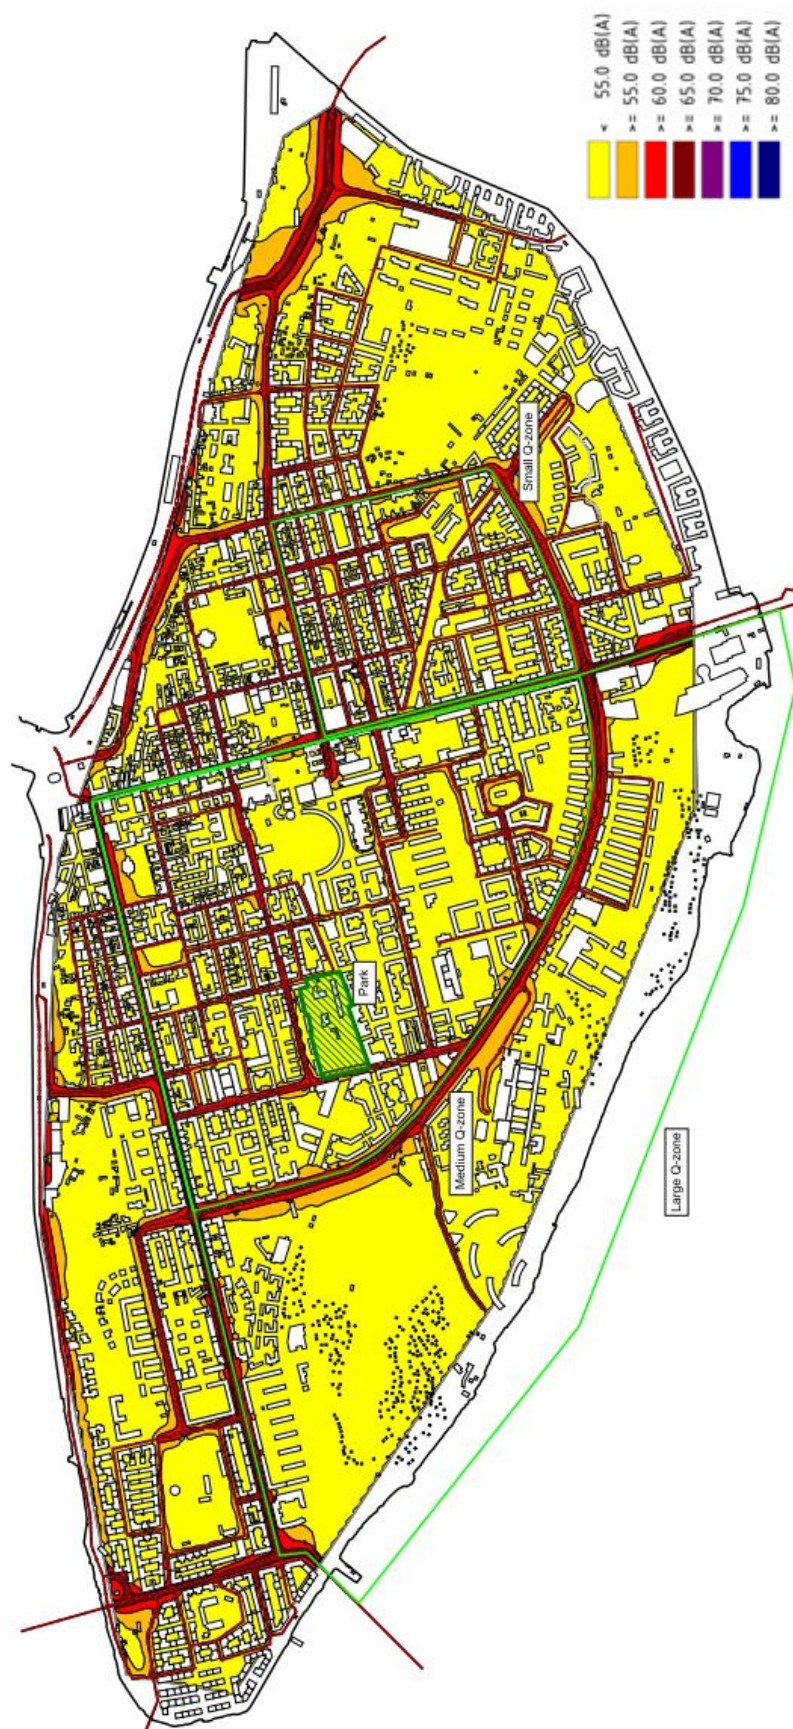 < 55.0 dB(A)
>= 55.0 dB(A)
>= 60.0 dB(A)
>= 65.0 dB(A)
>= 70.0 dB(A)
>= 75.0 dB(A)
>= 80.0 dB(A)
Small Q-zone
Park
Medium Q-zone
Large Q-zone